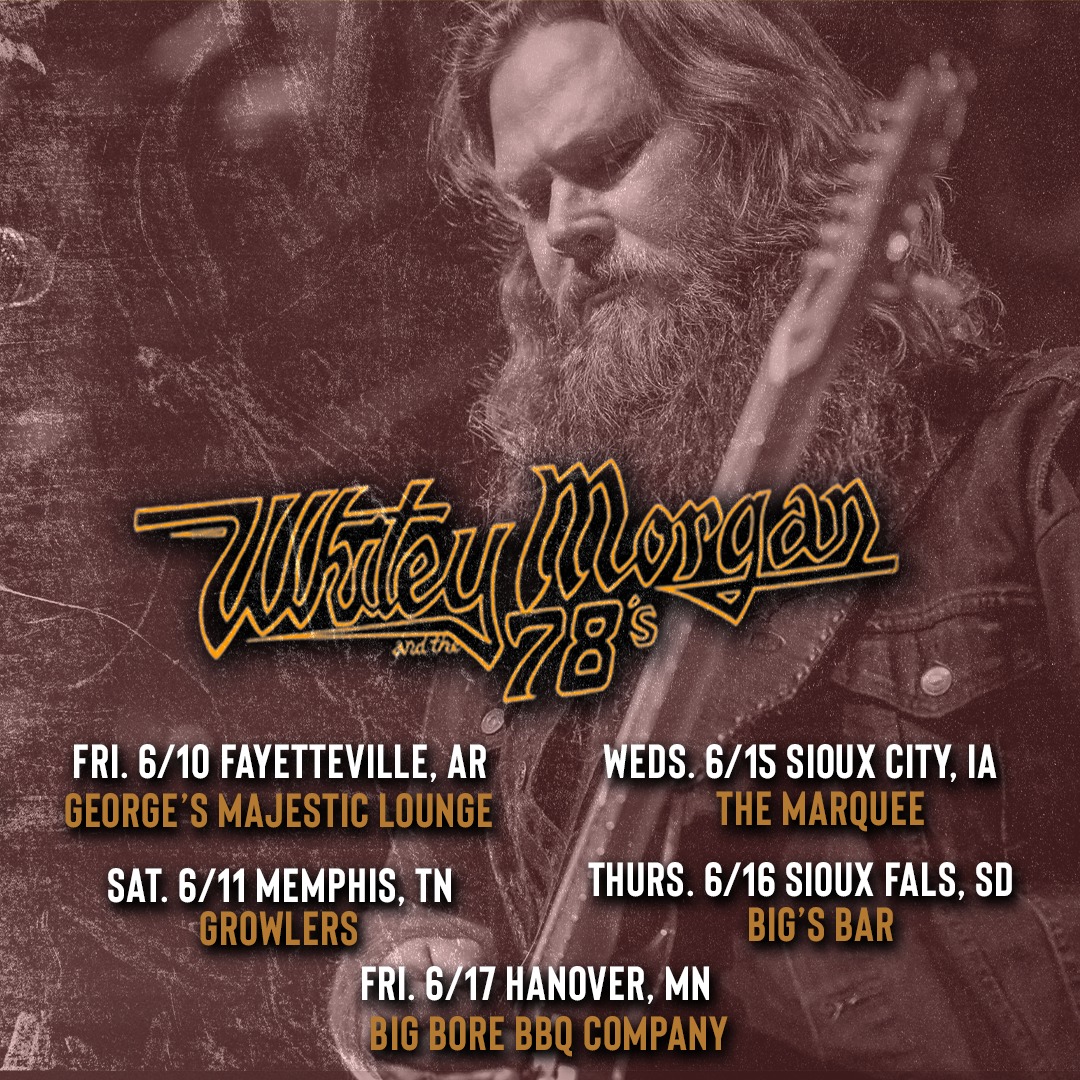 Whitey Morgan
and the 78's
FRI. 6/10 FAYETTEVILLE, AR
GEORGE'S MAJESTIC LOUNGE
SAT. 6/11 MEMPHIS, TN
GROWLERS
WEDS. 6/15 SIOUX CITY, IA
THE MARQUEE
THURS. 6/16 SIOUX FALS, SD
BIG'S BAR
FRI. 6/17 HANOVER, MN
BIG BORE BBQ COMPANY